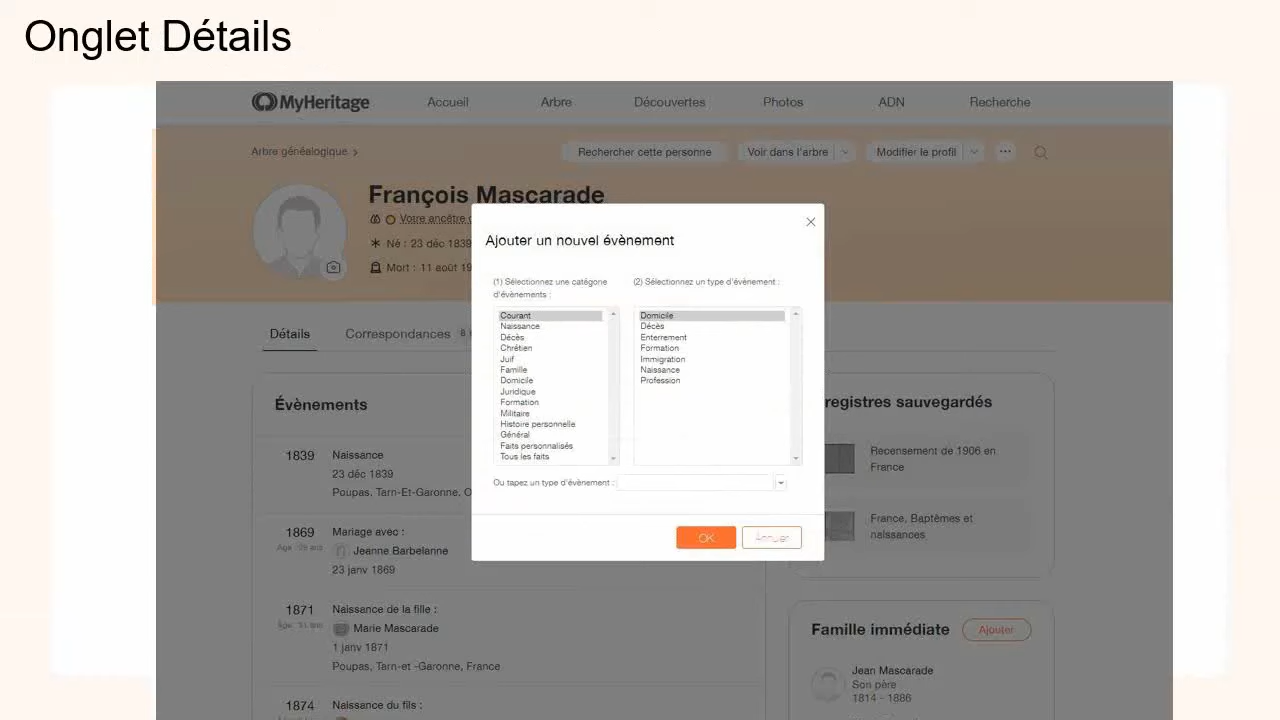 Onglet Détails
MyHeritage
Accueil
Arbre
Découvertes
Photos
ADN
Recherche
Arbre généalogique >
Rechercher cette personne
Voir dans l'arbre
Modifier le profil
François Mascarade
Votre ancêtre
Né : 23 déc 1839
Mort : 11 août 19
Détails
Correspondances 8
Ajouter un nouvel évènement
(1) Sélectionnez une catégorie
d'évènements :
(2) Sélectionnez un type d'évènement :
Courant
Naissance
Décès
Chrétien
Juif
Famille
Domicile
Juridique
Formation
Militaire
Histoire personnelle
Général
Faits personnalisés
Tous les faits
Domicile
Décès
Enterrement
Formation
Immigration
Naissance
Profession
Ou tapez un type d'évènement :
OK
Annuler
Évènements
1839
Naissance
23 déc 1839
Poupas, Tarn-Et-Garonne, O
1869
Mariage avec :
Jeanne Barbelanne
23 janv 1869
1871
Naissance de la fille :
Marie Mascarade
1 janv 1871
Poupas, Tarn-et -Garonne, France
1874
Naissance du fils :
registres sauvegardés
Recensement de 1906 en
France
France, Baptêmes et
naissances
Famille immédiate
Ajouter
Jean Mascarade
Son père
1814 - 1886